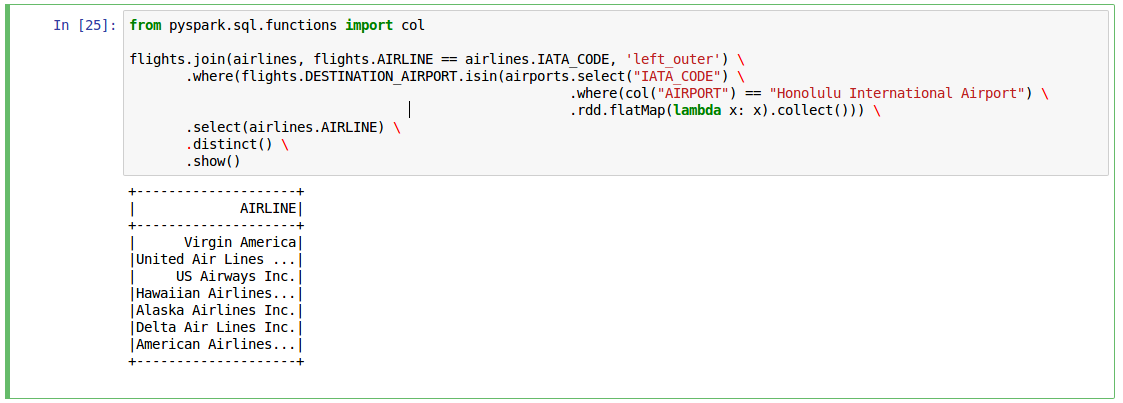 In [25]: from pyspark.sql.functions import col
flights.join(airlines, flights.AIRLINE == airlines.IATA_CODE, 'left_outer') \
.where(flights.DESTINATION_AIRPORT.isin(airports.select("IATA_CODE") \
.where(col("AIRPORT") == "Honolulu International Airport") \
.rdd.flatMap(lambda x: x).collect())) \
.select(airlines.AIRLINE) \
.distinct() \
.show()
+--------------------+
|             AIRLINE|
+--------------------+
|      Virgin America|
|United Air Lines ...|
|     US Airways Inc.|
|Hawaiian Airlines...|
|Alaska Airlines Inc.|
|Delta Air Lines Inc.|
|American Airlines...|
+--------------------+